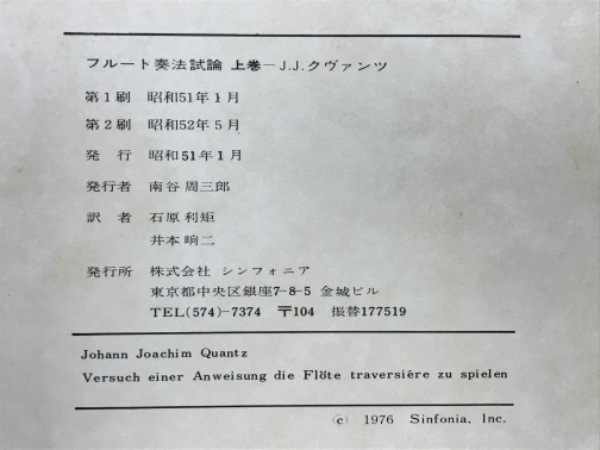 フルート奏法試論 上巻－J.J.クヴァンツ
第1刷 昭和51年1月
第2刷 昭和52年5月
発 行 昭和51年1月
発行者 南谷 周三郎
訳 者 石原 利矩
井本 晌二
発行所 株式会社 シンフォニア
東京都中央区銀座7-8-5 金城ビル
TEL(574)-7374 〒104 振替177519
Johann Joachim Quantz
Versuch einer Anweisung die Flöte traversière zu spielen
© 1976 Sinfonia, Inc.